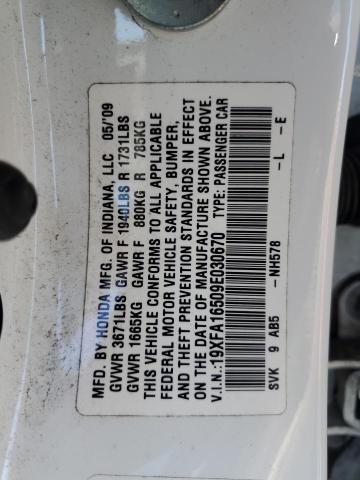 MFD. BY HONDA MFG. OF INDIANA, LLC 05/'09
GVWR 3671LBS GAWR F 1940LBS R 1731LBS
GVWR 1665KG GAWR F 880KG R 785KG
THIS VEHICLE CONFORMS TO ALL APPLICABLE
FEDERAL MOTOR VEHICLE SAFETY, BUMPER,
AND THEFT PREVENTION STANDARDS IN EFFECT
ON THE DATE OF MANUFACTURE SHOWN ABOVE.
V.I.N.:19XFA16509E030670 TYPE: PASSENGER CAR
SVK 9 AB5 -NH578 -L -E